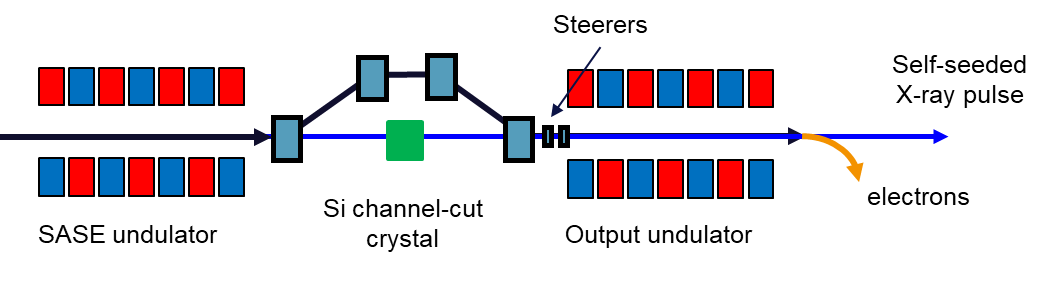 Steerers
Self-seeded
X-ray pulse
electrons
Si channel-cut
crystal
SASE undulator
Output undulator